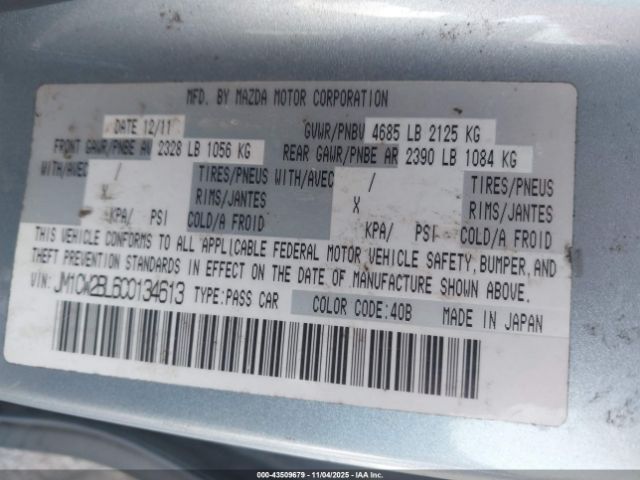 MFD. BY MAZDA MOTOR CORPORATION
DATE 12/11 GVWR/PNBV 4685 LB 2125 KG
FRONT GAWR/PNBE AV 2328 LB 1056 KG REAR GAWR/PNBE AR 2390 LB 1084 KG
WITH/AVEC / TIRES/PNEUS WITH/AVEC / TIRES/PNEUS
X RIMS/JANTES X RIMS/JANTES
KPA/ PSI COLD/A FROID KPA/ PSI COLD/A FROID
THIS VEHICLE CONFORMS TO ALL APPLICABLE FEDERAL MOTOR VEHICLE SAFETY, BUMPER, AND
THEFT PREVENTION STANDARDS IN EFFECT ON THE DATE OF MANUFACTURE SHOWN ABOVE.
VIN: JM1CW2BL6C0134613 TYPE:PASS CAR COLOR CODE:40B MADE IN JAPAN
000-43509679 | 11/04/2025 - IAAI.COM